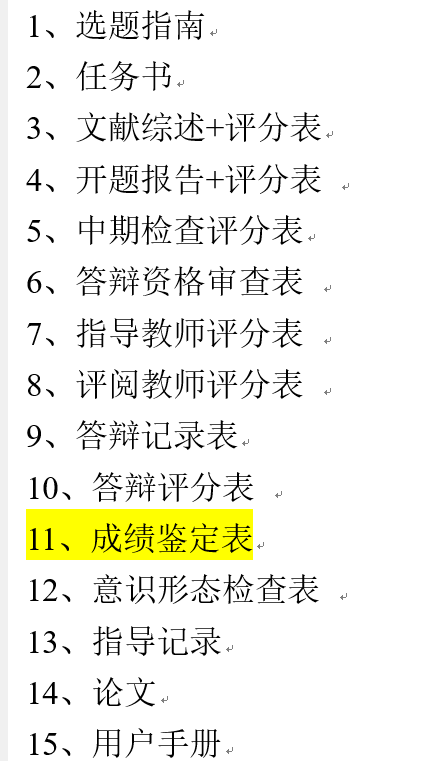 1、选题指南
2、任务书
3、文献综述+评分表
4、开题报告+评分表
5、中期检查评分表
6、答辩资格审查表
7、指导教师评分表
8、评阅教师评分表
9、答辩记录表
10、答辩评分表
11、成绩鉴定表
12、意识形态检查表
13、指导记录
14、论文
15、用户手册